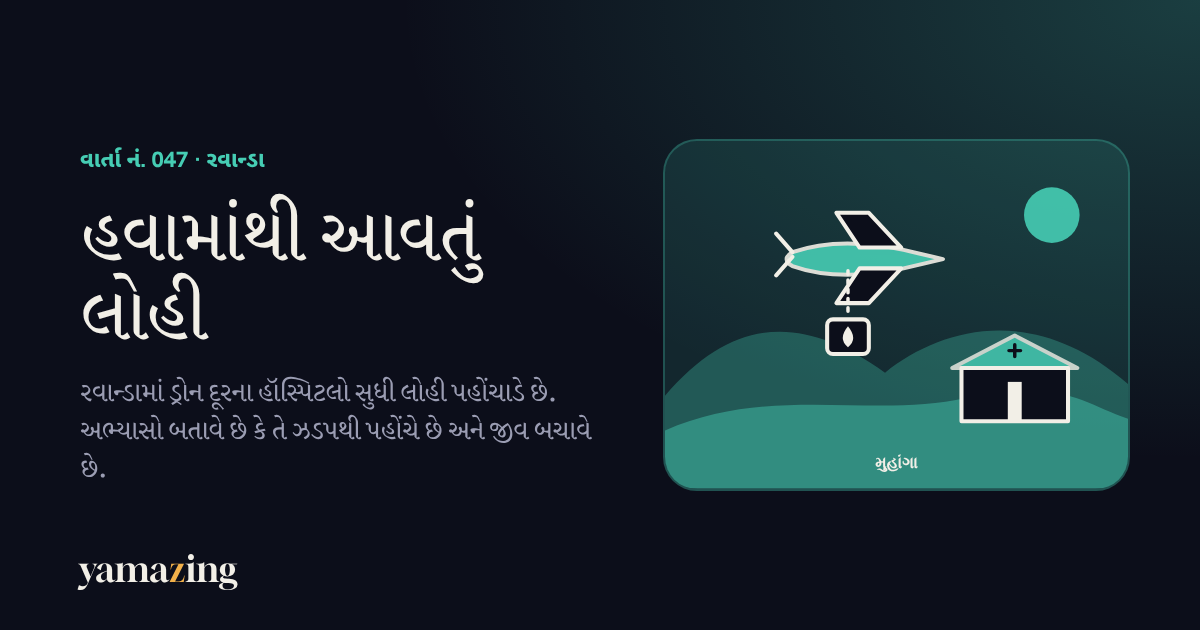 વાર્તા નં. 047 · રવાન્ડા
હવામાંથી આવતું
લોહી
રવાન્ડામાં ડ્રોન દૂરના હૉસ્પિટલો સુધી લોહી પહોંચાડે છે.
અભ્યાસો બતાવે છે કે તે ઝડપથી પહોંચે છે અને જીવ બચાવે
છે.
મુહાંગા
yamazing